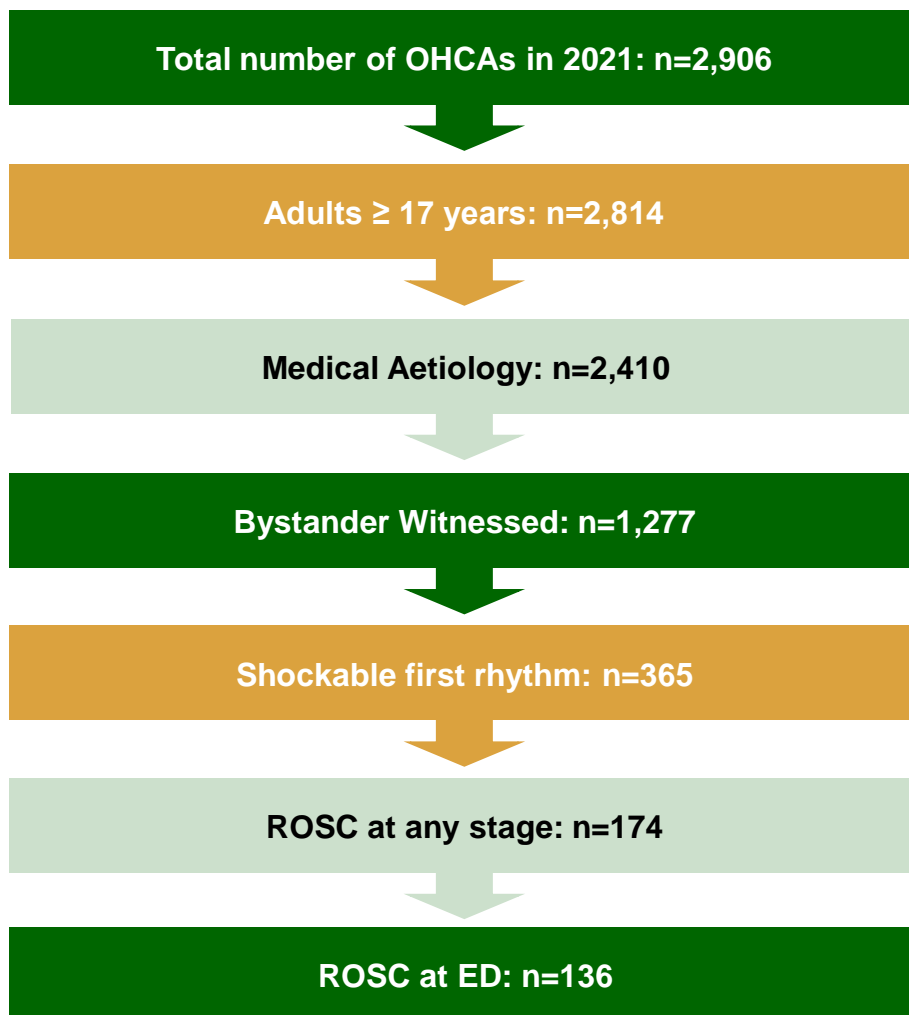 Total number of OHCAs in 2021: n=2,906
Adults ≥ 17 years: n=2,814
Medical Aetiology: n=2,410
Bystander Witnessed: n=1,277
Shockable first rhythm: n=365
ROSC at any stage: n=174
ROSC at ED: n=136